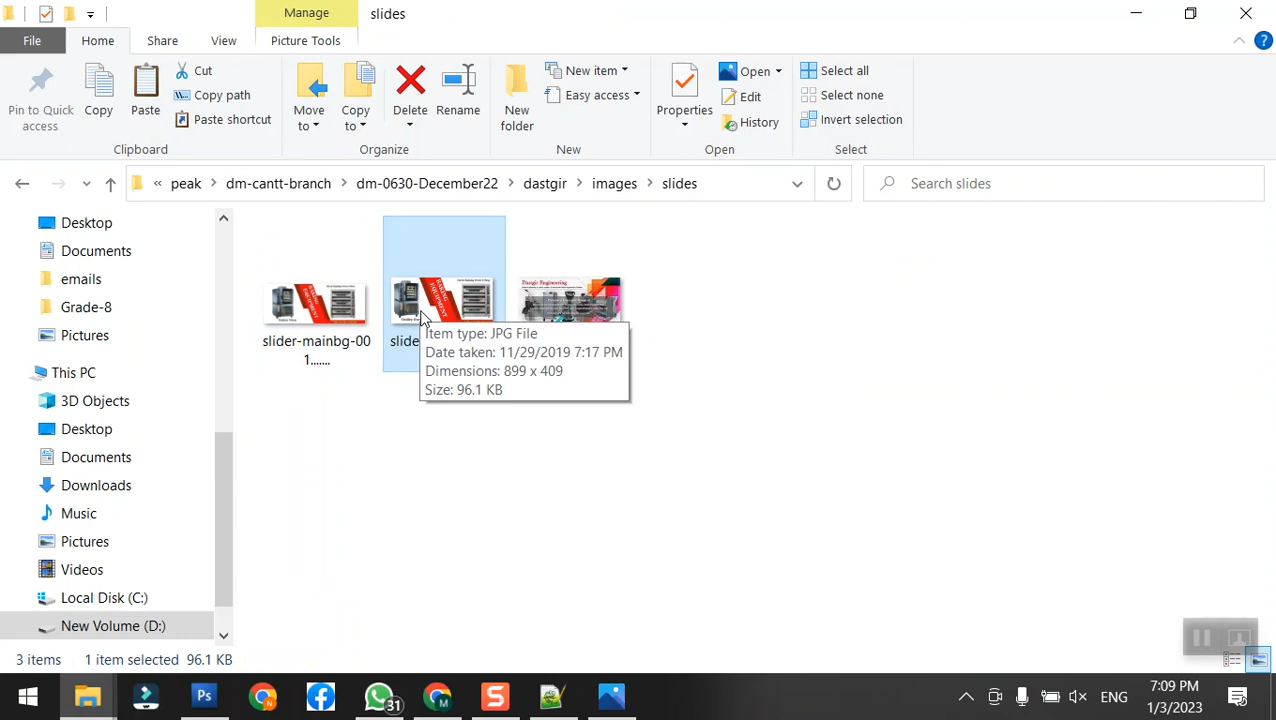 Manage
slides
File
Home
Share
View
Picture Tools
Pin to Quick
access
Copy
Paste
Cut
Copy path
Paste shortcut
Clipboard
Move
to
Copy
to
Delete
Rename
Organize
New
folder
New item
Easy access
New
Properties
Open
Edit
History
Open
Select all
Select none
Invert selection
Select
« peak > dm-cantt-branch > dm-0630-December22 > dastgir > images > slides
Search slides
Desktop
Documents
emails
Grade-8
Pictures
This PC
3D Objects
Desktop
Documents
Downloads
Music
Pictures
Videos
Local Disk (C:)
New Volume (D:)
EQUIPMENT
slider-mainbg-00
1.......
slide
Item type: JPG File
Date taken: 11/29/2019 7:17 PM
Dimensions: 899 x 409
Size: 96.1 KB
3 items
1 item selected 96.1 KB
31
ENG
7:09 PM
1/3/2023
5